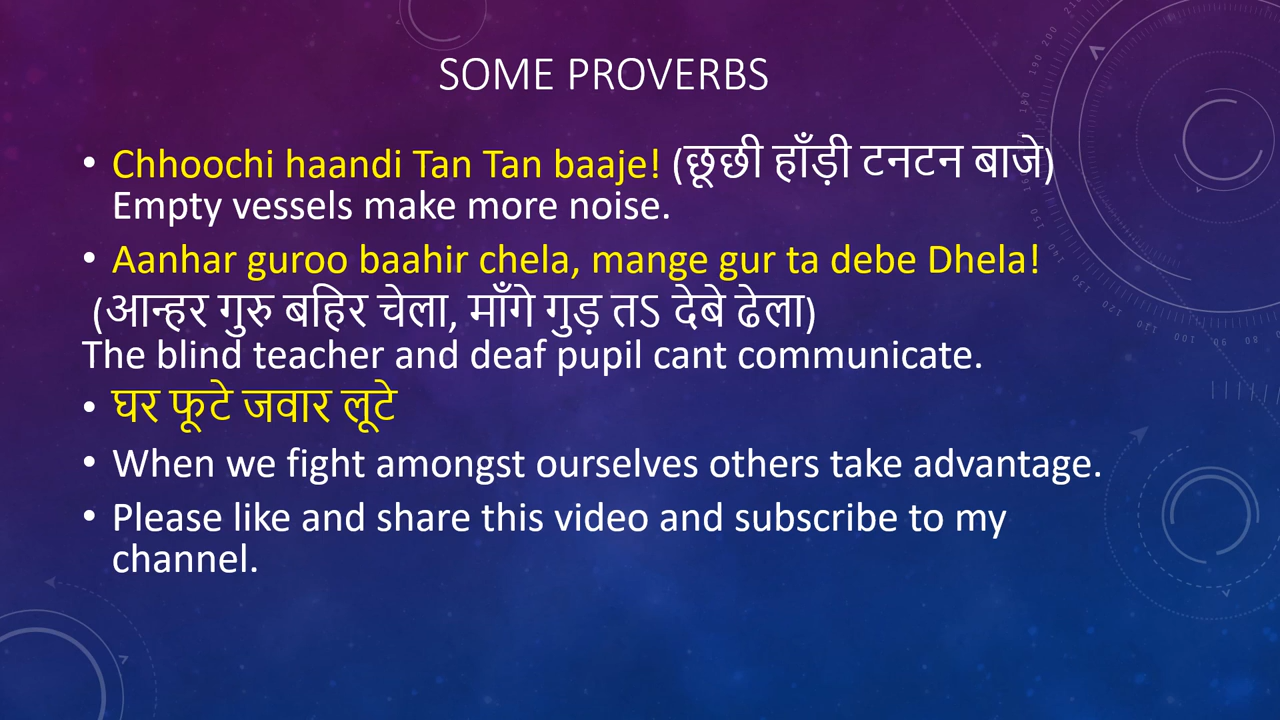 SOME PROVERBS
• Chhoochi haandi Tan Tan baaje! (छूछी हाँड़ी टनटन बाजे)
Empty vessels make more noise.
• Aanhar guroo baahir chela, mange gur ta debe Dhela!
(आन्हर गुरु बहिर चेला, माँगे गुड़ तऽ देबे ढेला)
The blind teacher and deaf pupil cant communicate.
• घर फूटे जवार लूटे
• When we fight amongst ourselves others take advantage.
• Please like and share this video and subscribe to my
channel.